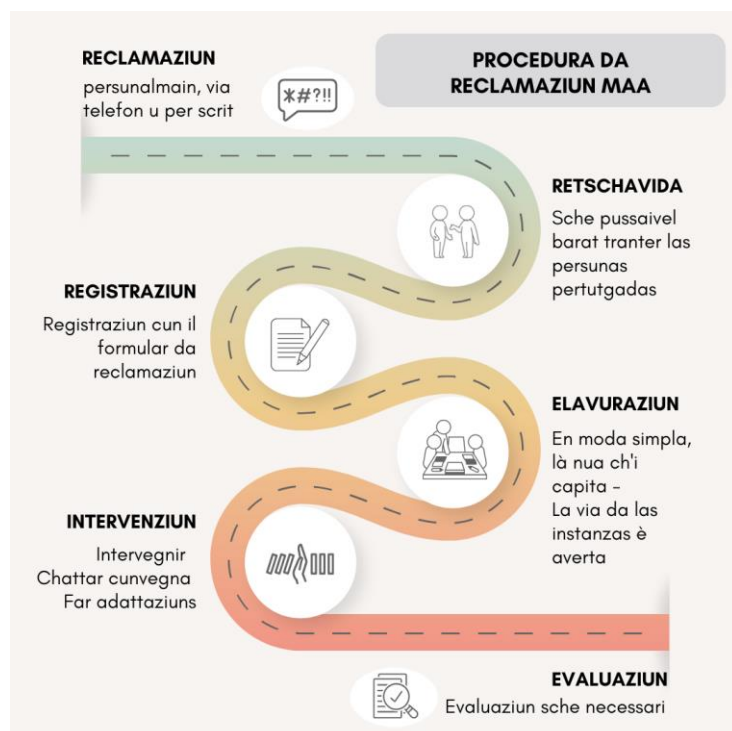 PROCEDURA DA
RECLAMAZIUN MAA
RECLAMAZIUN
persunalmain, via
telefon u per scrit
*#?!!
RETSCHAVIDA
Sche pussaivel
barat tranter las
persunas
pertutgadas
REGISTRAZIUN
Registraziun cun il
formular da
reclamaziun
ELAVURAZIUN
En moda simpla,
là nua ch'i
capita -
La via da las
instanzas è
averta
INTERVENZIUN
Intervegnir
Chattar cunvegna
Far adattaziuns
EVALUAZIUN
Evaluaziun sche necessari